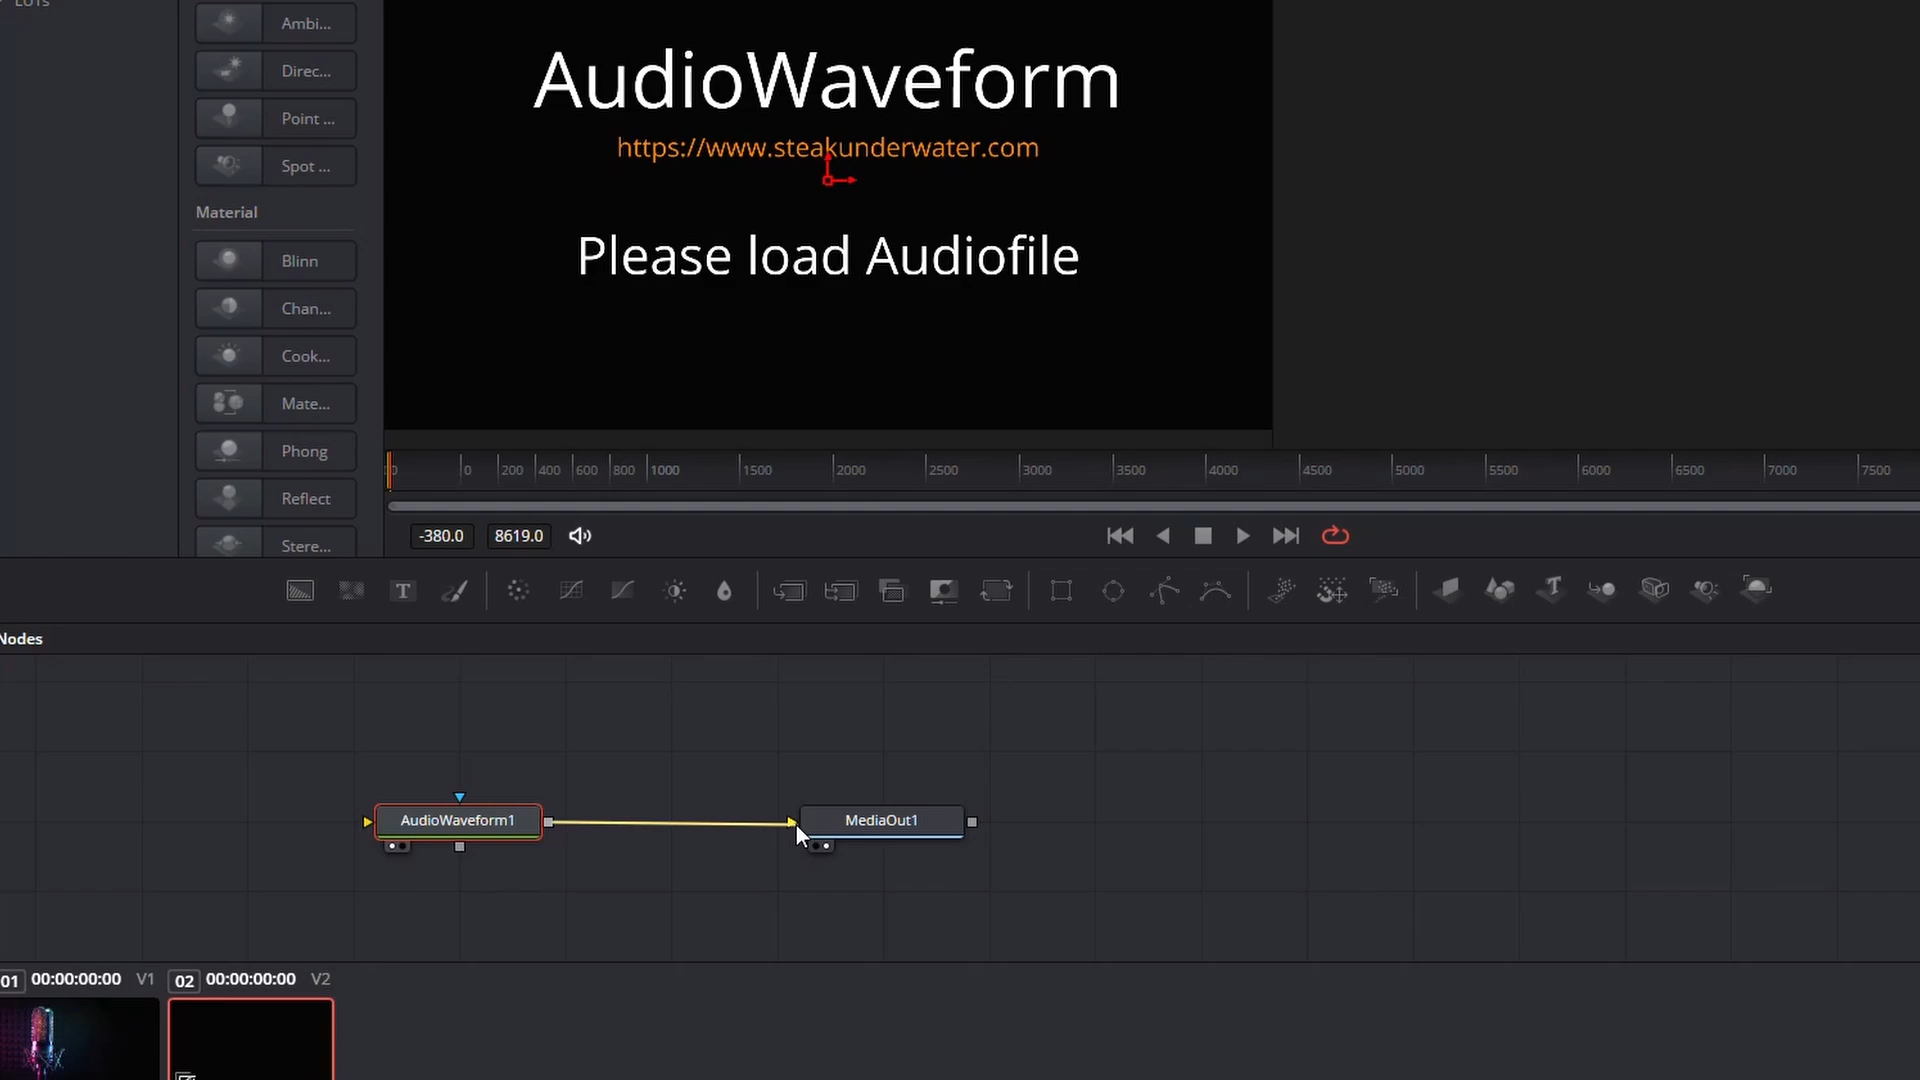 LUTs
Ambi...
Direc...
Point ...
Spot ...
Material
Blinn
Chan...
Cook...
Mate...
Phong
Reflect
Stere...
AudioWaveform
https://www.steakunderwater.com
Please load Audiofile
0 200 400 600 800 1000 1500 2000 2500 3000 3500 4000 4500 5000 5500 6000 6500 7000 7500
-380.0 8619.0
T
T
Nodes
AudioWaveform1 MediaOut1
01 00:00:00:00 V1 02 00:00:00:00 V2